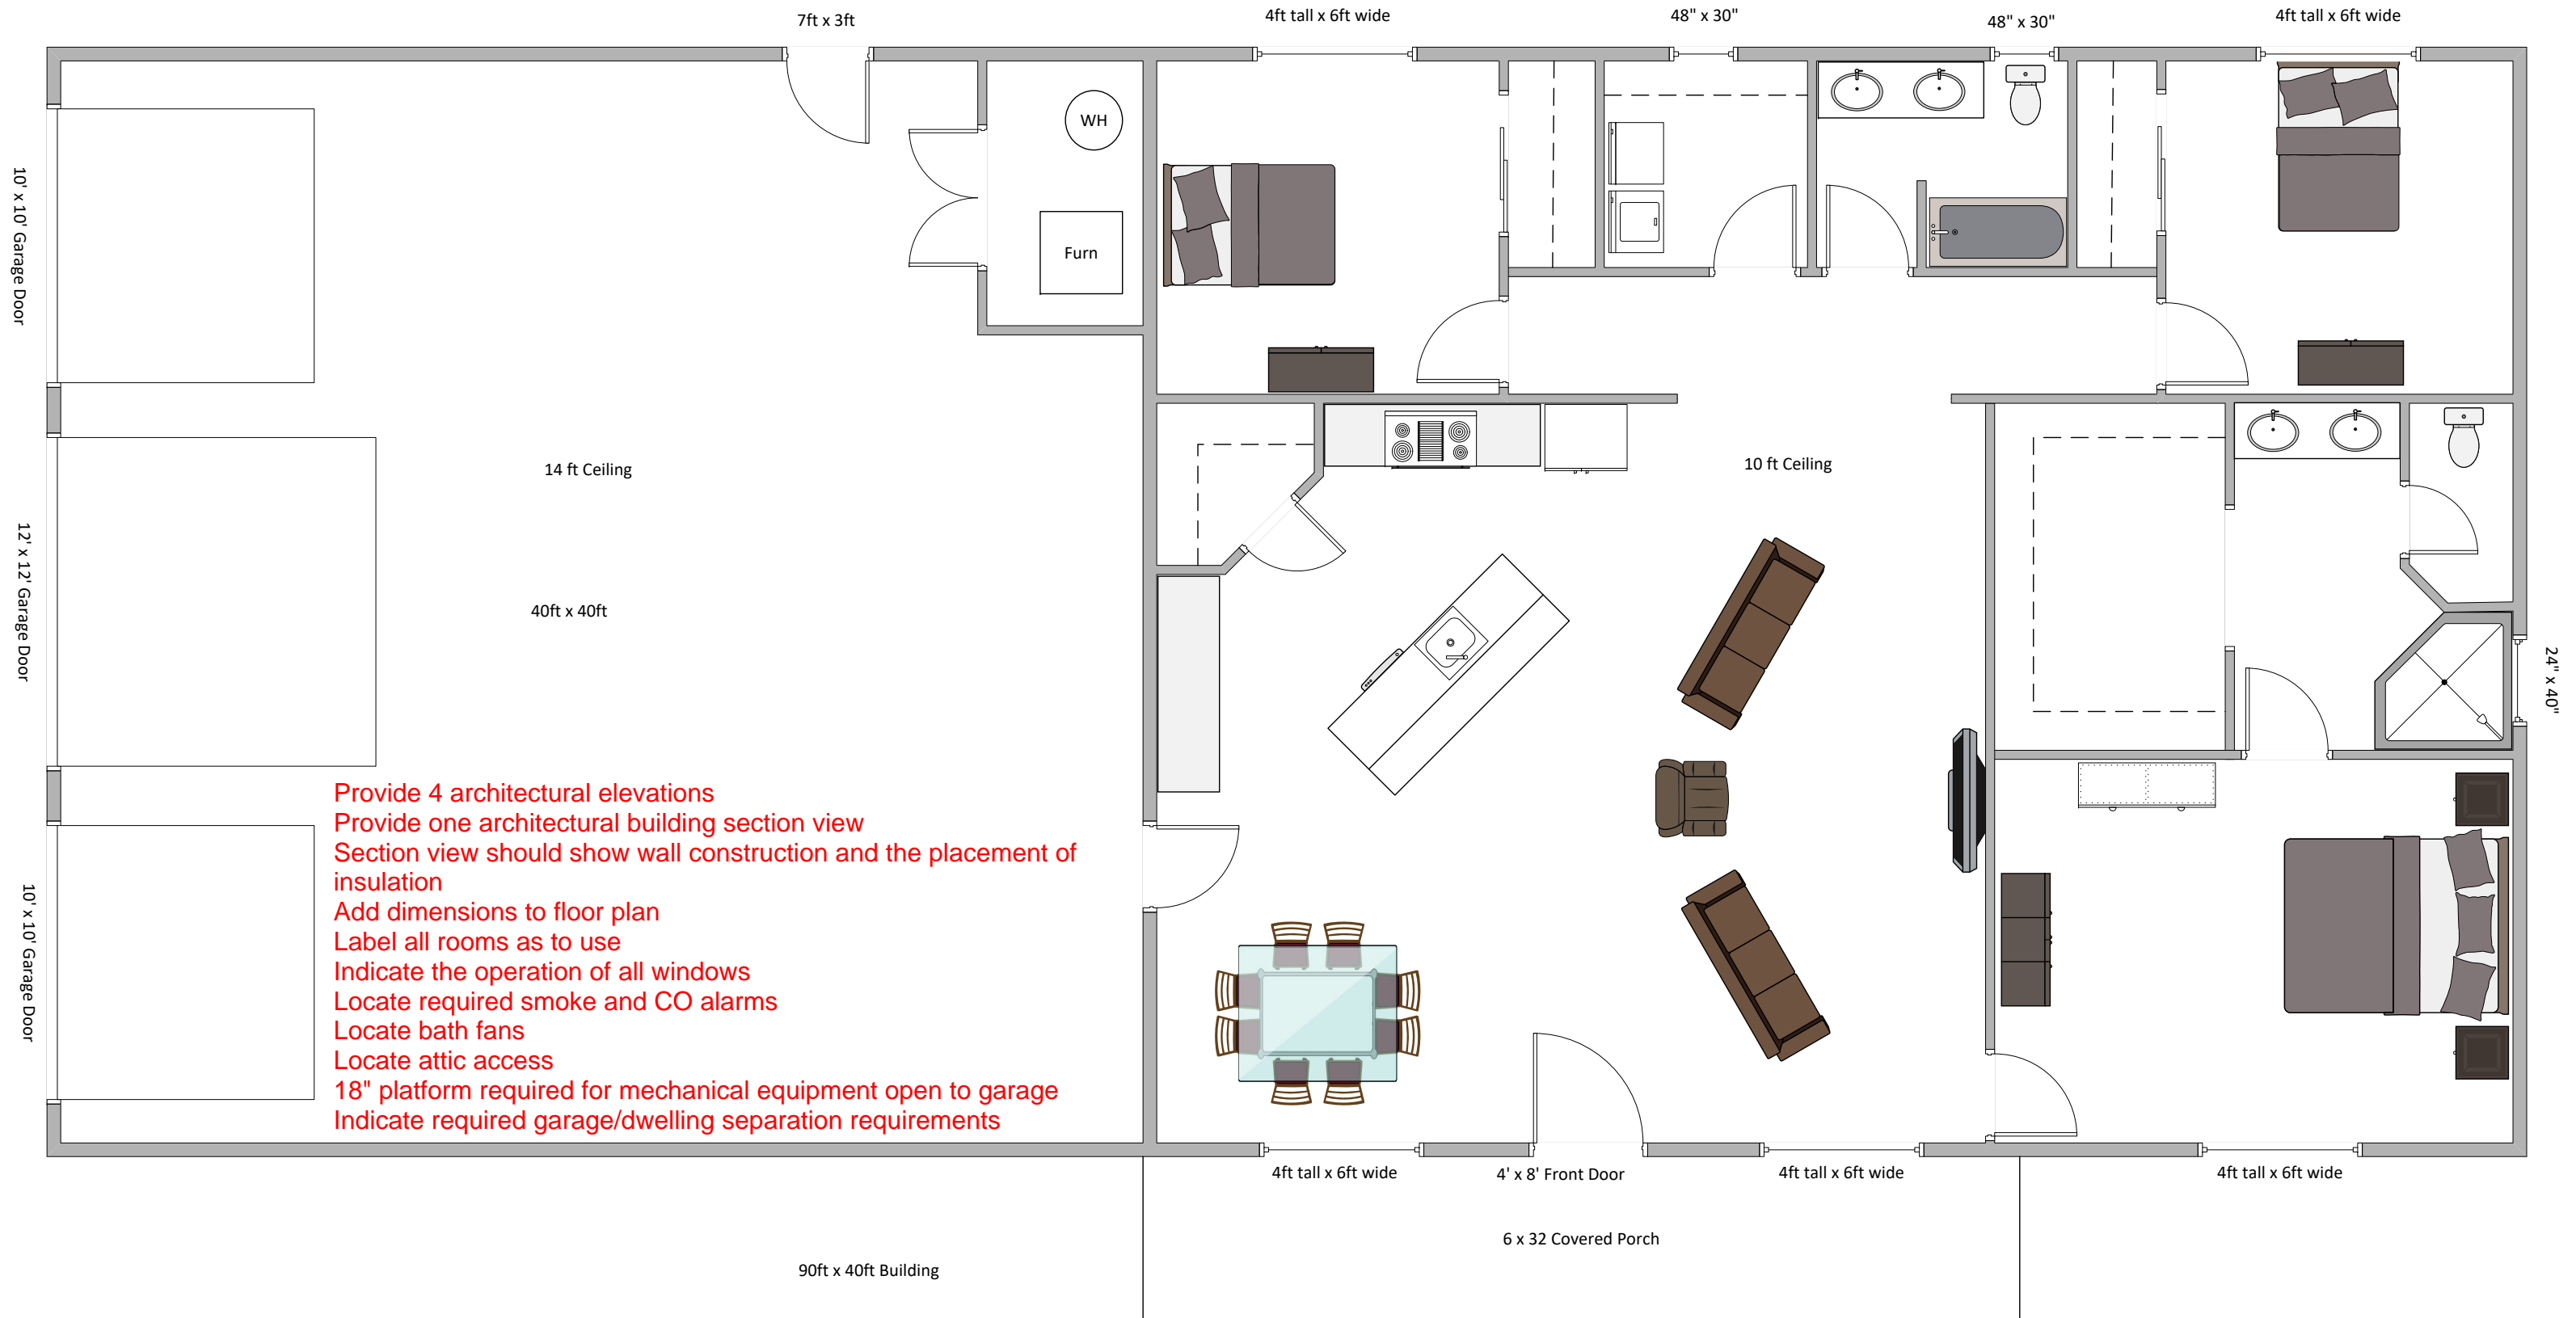 7ft x 3ft
4ft tall x 6ft wide
48" x 30"
48" x 30"
4ft tall x 6ft wide
10' x 10' Garage Door
WH
Furn
14 ft Ceiling
10 ft Ceiling
12' x 12' Garage Door
40ft x 40ft
24" x 40"
10' x 10' Garage Door
Provide 4 architectural elevations
Provide one architectural building section view
Section view should show wall construction and the placement of
insulation
Add dimensions to floor plan
Label all rooms as to use
Indicate the operation of all windows
Locate required smoke and CO alarms
Locate bath fans
Locate attic access
18" platform required for mechanical equipment open to garage
Indicate required garage/dwelling separation requirements
4ft tall x 6ft wide
4' x 8' Front Door
4ft tall x 6ft wide
4ft tall x 6ft wide
6 x 32 Covered Porch
90ft x 40ft Building